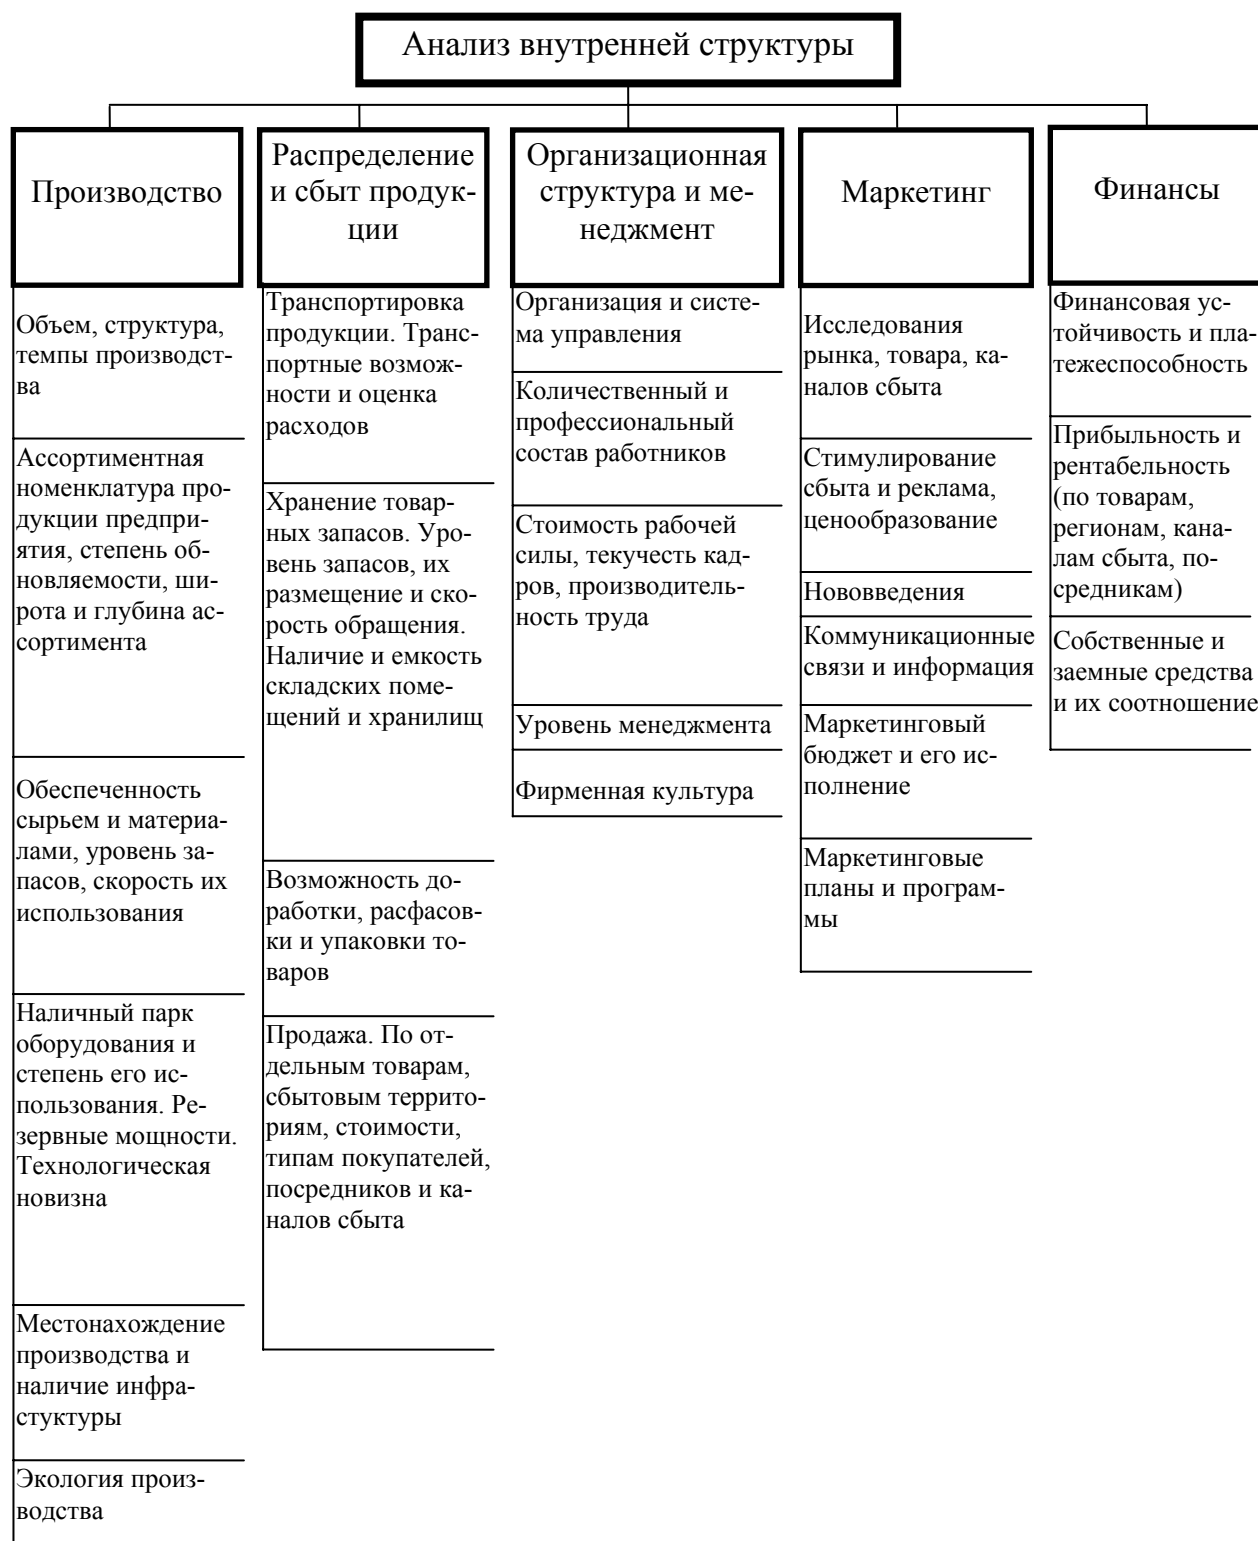 Анализ внутренней структуры
Производство
Распределение
и сбыт продук-
ции
Организационная
структура и ме-
неджмент
Маркетинг
Финансы
Объем, структура,
темпы производст-
ва
Ассортиментная
номенклатура про-
дукции предпри-
ятия, степень об-
новляемости, ши-
рота и глубина ас-
сортимента
Обеспеченность
сырьем и материа-
лами, уровень за-
пасов, скорость их
использования
Наличный парк
оборудования и
степень его ис-
пользования. Ре-
зервные мощности.
Технологическая
новизна
Местонахождение
производства и
наличие инфра-
стуктуры
Экология произ-
водства
Транспортировка
продукции. Транс-
портные возмож-
ности и оценка
расходов
Хранение товар-
ных запасов. Уро-
вень запасов, их
размещение и ско-
рость обращения.
Наличие и емкость
складских поме-
щений и хранилищ
Возможность до-
работки, расфасов-
ки и упаковки то-
варов
Продажа. По от-
дельным товарам,
сбытовым террито-
риям, стоимости,
типам покупателей,
посредников и ка-
налов сбыта
Организация и систе-
ма управления
Количественный и
профессиональный
состав работников
Стоимость рабочей
силы, текучесть кад-
ров, производитель-
ность труда
Уровень менеджмента
Фирменная культура
Исследования
рынка, товара, ка-
налов сбыта
Стимулирование
сбыта и реклама,
ценообразование
Нововведения
Коммуникационные
связи и информация
Маркетинговый
бюджет и его ис-
полнение
Маркетинговые
планы и програм-
мы
Финансовая ус-
тойчивость и пла-
тежеспособность
Прибыльность и
рентабельность
(по товарам,
регионам, кана-
лам сбыта, по-
средникам)
Собственные и
заемные средства
и их соотношение